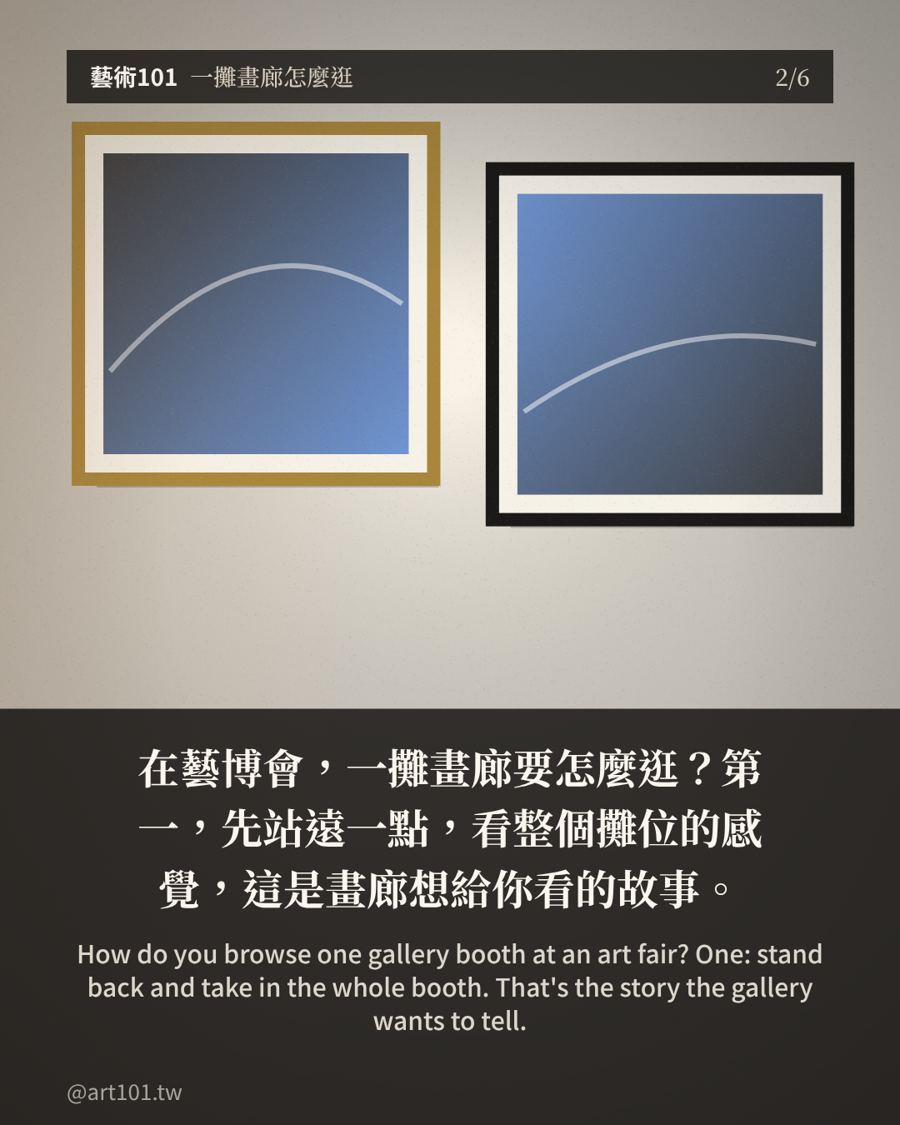 藝術101 一攤畫廊怎麼逛 2/6
在藝博會，一攤畫廊要怎麼逛？第
一，先站遠一點，看整個攤位的感
覺，這是畫廊想給你看的故事。
How do you browse one gallery booth at an art fair? One: stand
back and take in the whole booth. That's the story the gallery
wants to tell.
@art101.tw